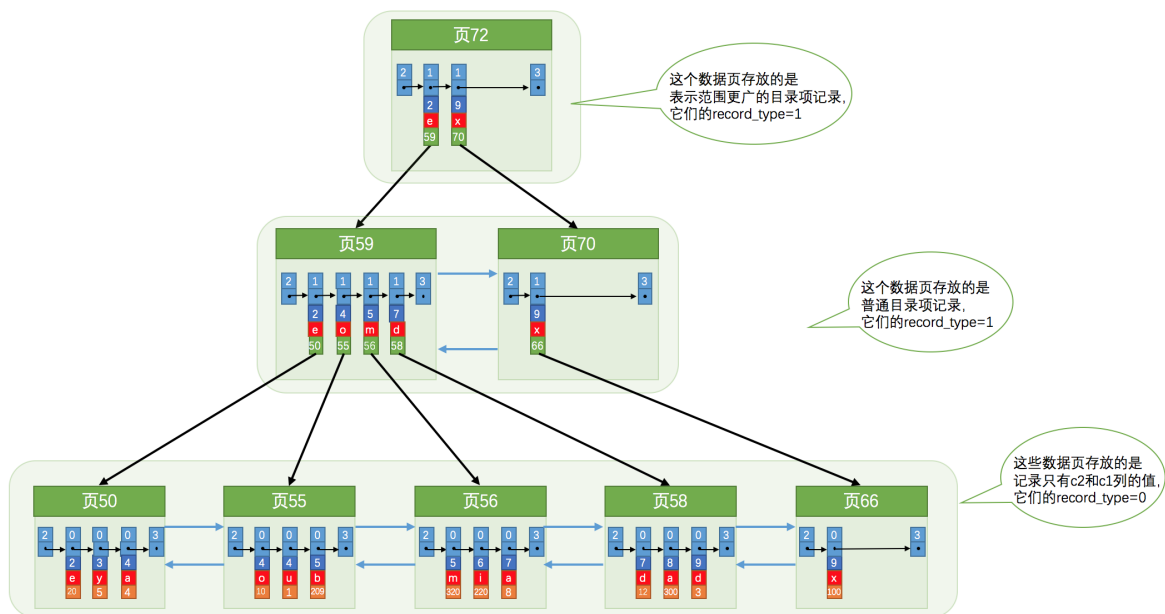 页72
2 1 1 3
2 9
e x
59 70
这个数据页存放的是
表示范围更广的目录项记录,
它们的record_type=1
页59
2 1 1 1 1 3
2 4 5 7
e o m d
50 55 56 58
页70
2 1 3
9
x
66
这个数据页存放的是
普通目录项记录,
它们的record_type=1
这些数据页存放的是
记录只有c2和c1列的值,
它们的record_type=0
页50
2 0 0 0 3
2 3 4
e y a
20 5 4
页55
2 0 0 0 3
4 4 5
o u b
10 1 209
页56
2 0 0 0 3
5 6 7
m i a
320 220 8
页58
2 0 0 0 3
7 8 9
d a d
12 300 3
页66
2 0 3
9
x
100